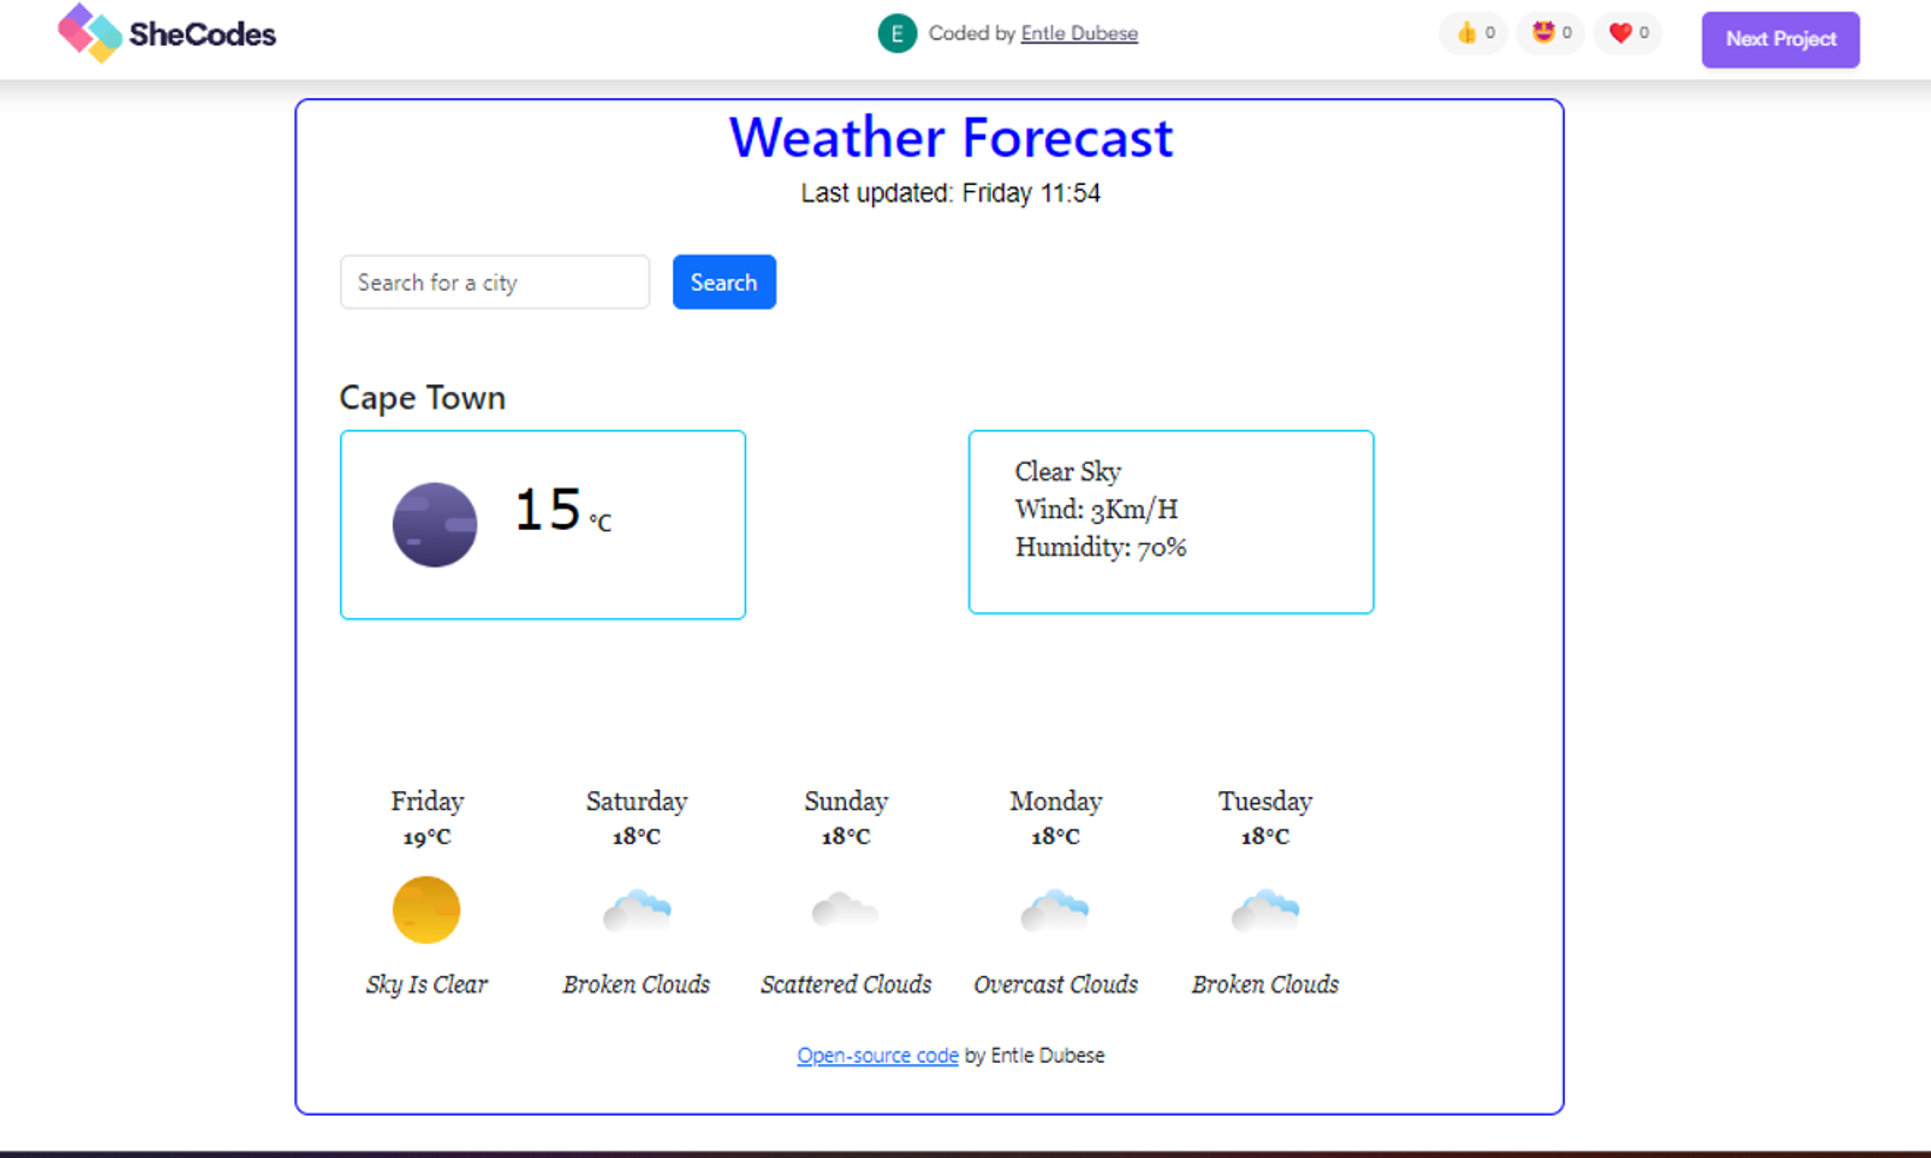 SheCodes
E Coded by Entle Dubese
👍 0 🤩 0 ❤️ 0
Next Project
Weather Forecast
Last updated: Friday 11:54
Search for a city
Search
Cape Town
15 °C
Clear Sky
Wind: 3Km/H
Humidity: 70%
Friday Saturday Sunday Monday Tuesday
19°C 18°C 18°C 18°C 18°C
Sky Is Clear Broken Clouds Scattered Clouds Overcast Clouds Broken Clouds
Open-source code by Entle Dubese